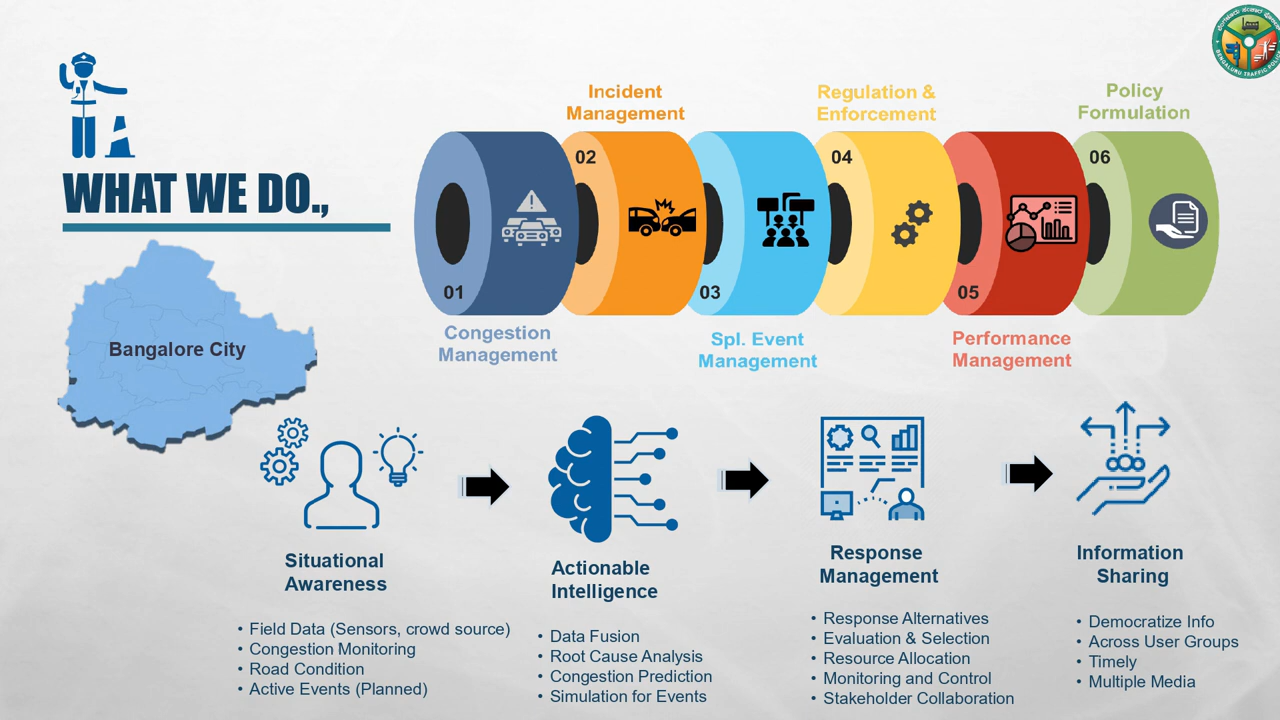 WHAT WE DO.,
Bangalore City
Incident
Management
Regulation &
Enforcement
Policy
Formulation
01
02
03
04
05
06
Congestion
Management
Spl. Event
Management
Performance
Management
Situational
Awareness
• Field Data (Sensors, crowd source)
• Congestion Monitoring
• Road Condition
• Active Events (Planned)
Actionable
Intelligence
• Data Fusion
• Root Cause Analysis
• Congestion Prediction
• Simulation for Events
Response
Management
• Response Alternatives
• Evaluation & Selection
• Resource Allocation
• Monitoring and Control
• Stakeholder Collaboration
Information
Sharing
• Democratize Info
• Across User Groups
• Timely
• Multiple Media
BENGALURU TRAFFIC POLICE